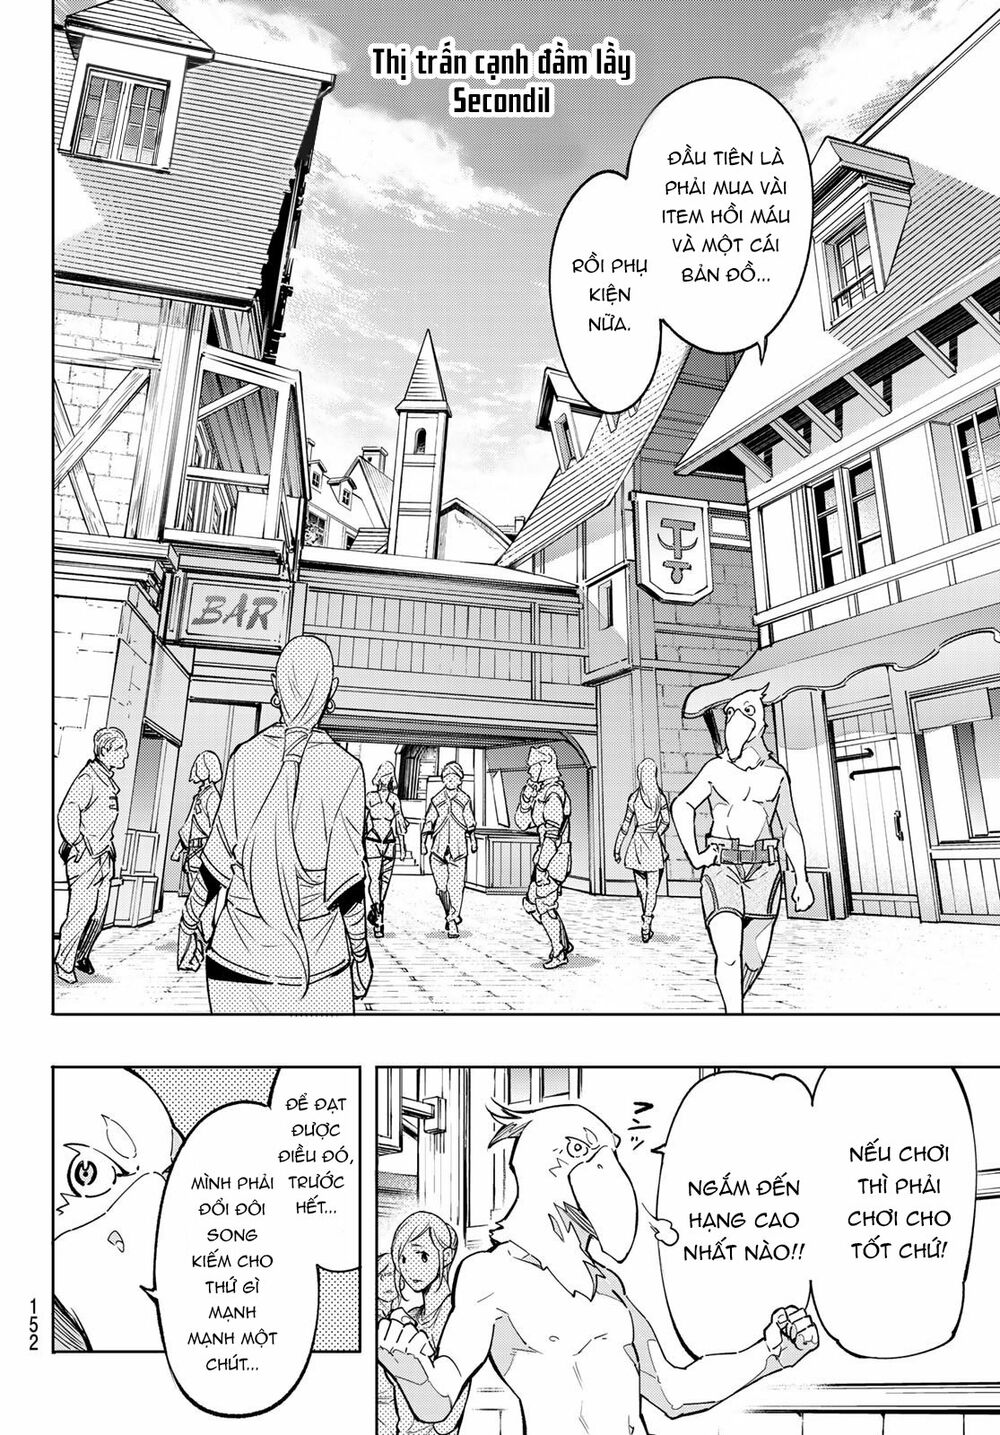 Thị trấn cạnh đầm lầy
Secondil
ĐẦU TIÊN LÀ
PHẢI MUA VÀI
ITEM HỒI MÁU
VÀ MỘT CÁI
BẢN ĐỒ...
RỒI PHỤ
KIỆN
NỮA.
BAR
NẾU CHƠI
THÌ PHẢI
CHƠI CHO
TỐT CHỨ!
NGẮM ĐẾN
HẠNG CAO
NHẤT NÀO!!
ĐỂ ĐẠT
ĐƯỢC
ĐIỀU ĐÓ,
TRƯỚC
HẾT...
MÌNH PHẢI
ĐỔI ĐÔI
SONG
KIẾM CHO
THỨ GÌ
MẠNH
MẠNH MỘT
CHÚT...
152